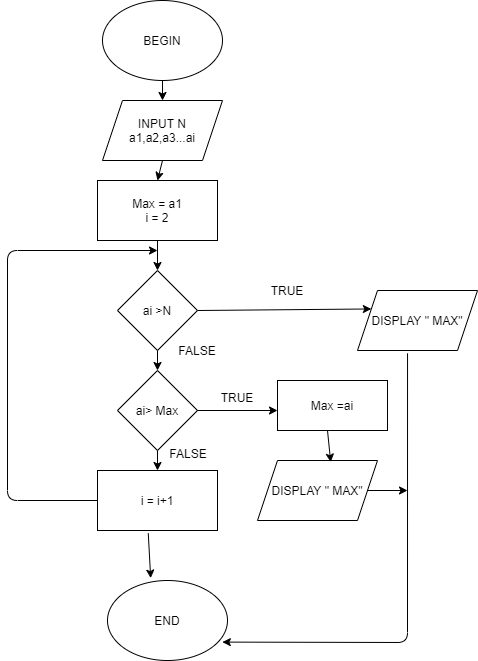 BEGIN
INPUT N
a1,a2,a3...ai
Max = a1
i = 2
ai >N
TRUE
DISPLAY " MAX"
FALSE
ai> Max
TRUE
Max =ai
FALSE
DISPLAY " MAX"
i = i+1
END